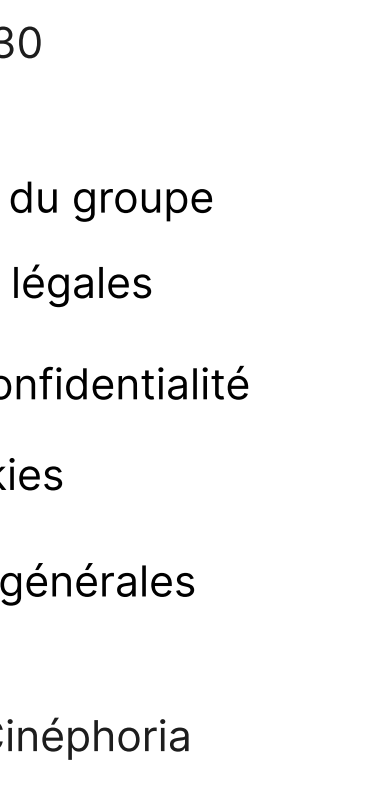 30
du groupe
légales
onfidentialité
kies
générales
Cinéphoria